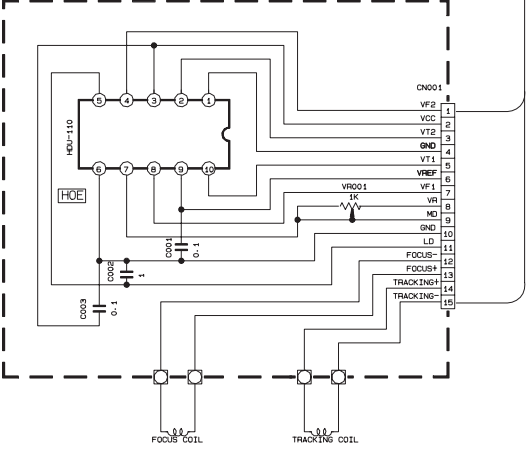 CN001
5 4 3 2 1
HDU-110
6 7 8 9 10
HOE
VF2 1
VCC 2
VT2 3
GND 4
VT1 5
VREF 6
VF1 7
VR 8
MD 9
GND 10
LD 11
FOCUS- 12
FOCUS+ 13
TRACKING+ 14
TRACKING- 15
VR001
1K
C001
0.1
C002
1
C003
0.1
FOCUS COIL
TRACKING COIL